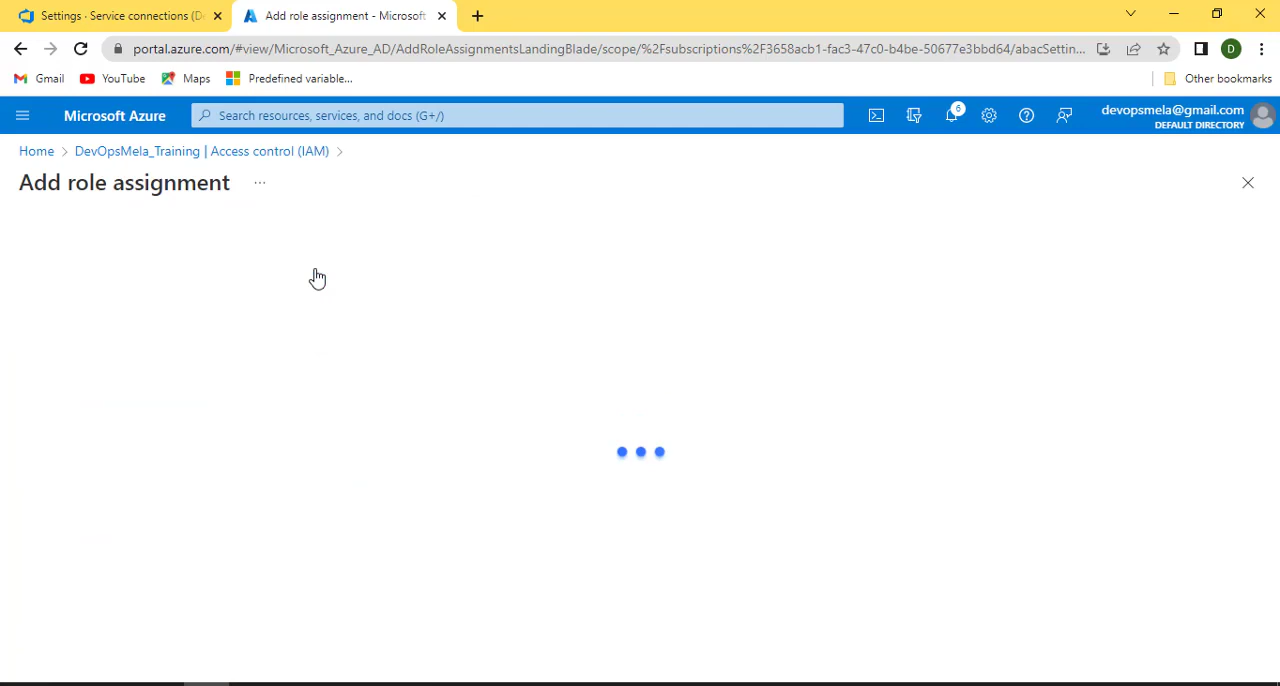 Settings · Service connections (D
Add role assignment - Microsoft
portal.azure.com/#view/Microsoft_Azure_AD/AddRoleAssignmentsLandingBlade/scope/%2Fsubscriptions%2F3658acb1-fac3-47c0-b4be-50677e3bbd64/abacSettin...
D
Gmail
YouTube
Maps
Predefined variable...
Other bookmarks
Microsoft Azure
Search resources, services, and docs (G+/)
6
devopsmela@gmail.com
DEFAULT DIRECTORY
Home > DevOpsMela_Training | Access control (IAM) >
Add role assignment ...